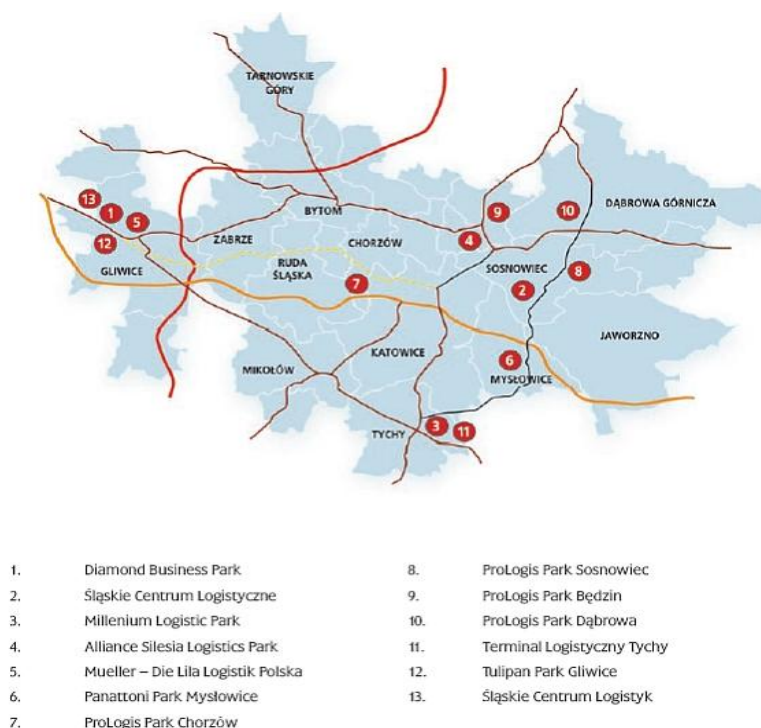 TARNOWSKIE
GÓRY
13
1
5
12
GLIWICE
ZABRZE
BYTOM
CHORZÓW
RUDA
ŚLĄSKA
7
9
4
10
DĄBROWA GÓRNICZA
SOSNOWIEC
2
8
JAWORZNO
KATOWICE
6
MYSŁOWICE
MIKOŁÓW
TYCHY
3
11
1. Diamond Business Park
2. Śląskie Centrum Logistyczne
3. Millenium Logistic Park
4. Alliance Silesia Logistics Park
5. Mueller – Die Lila Logistik Polska
6. Panattoni Park Mysłowice
7. ProLogis Park Chorzów
8. ProLogis Park Sosnowiec
9. ProLogis Park Będzin
10. ProLogis Park Dąbrowa
11. Terminal Logistyczny Tychy
12. Tulipan Park Gliwice
13. Śląskie Centrum Logistyk